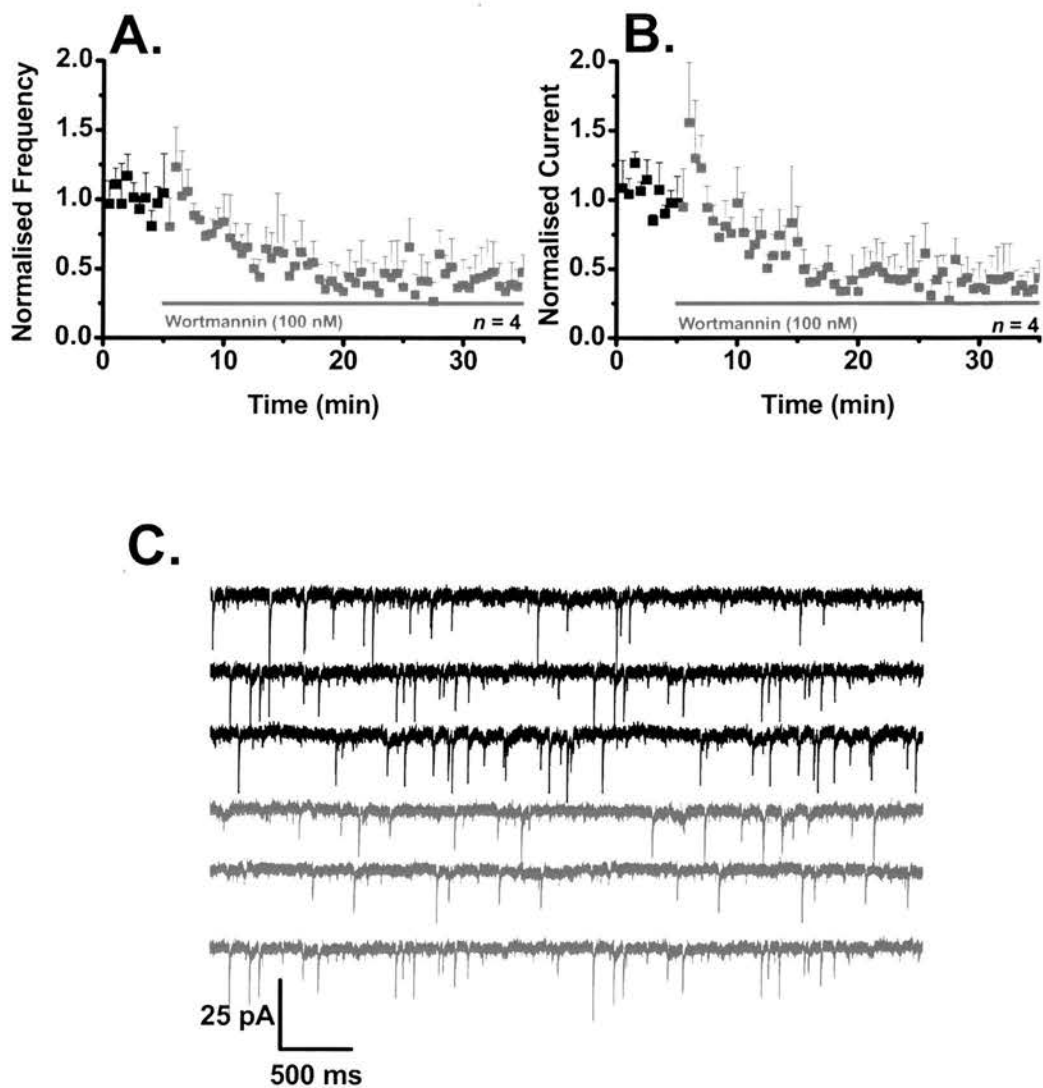 A.
Normalised Frequency
2.0
1.5
1.0
0.5
0.0
Wortmannin (100 nM)
n = 4
0
10
20
30
Time (min)
B.
Normalised Current
2.0
1.5
1.0
0.5
0.0
Wortmannin (100 nM)
n = 4
0
10
20
30
Time (min)
C.
25 pA
500 ms